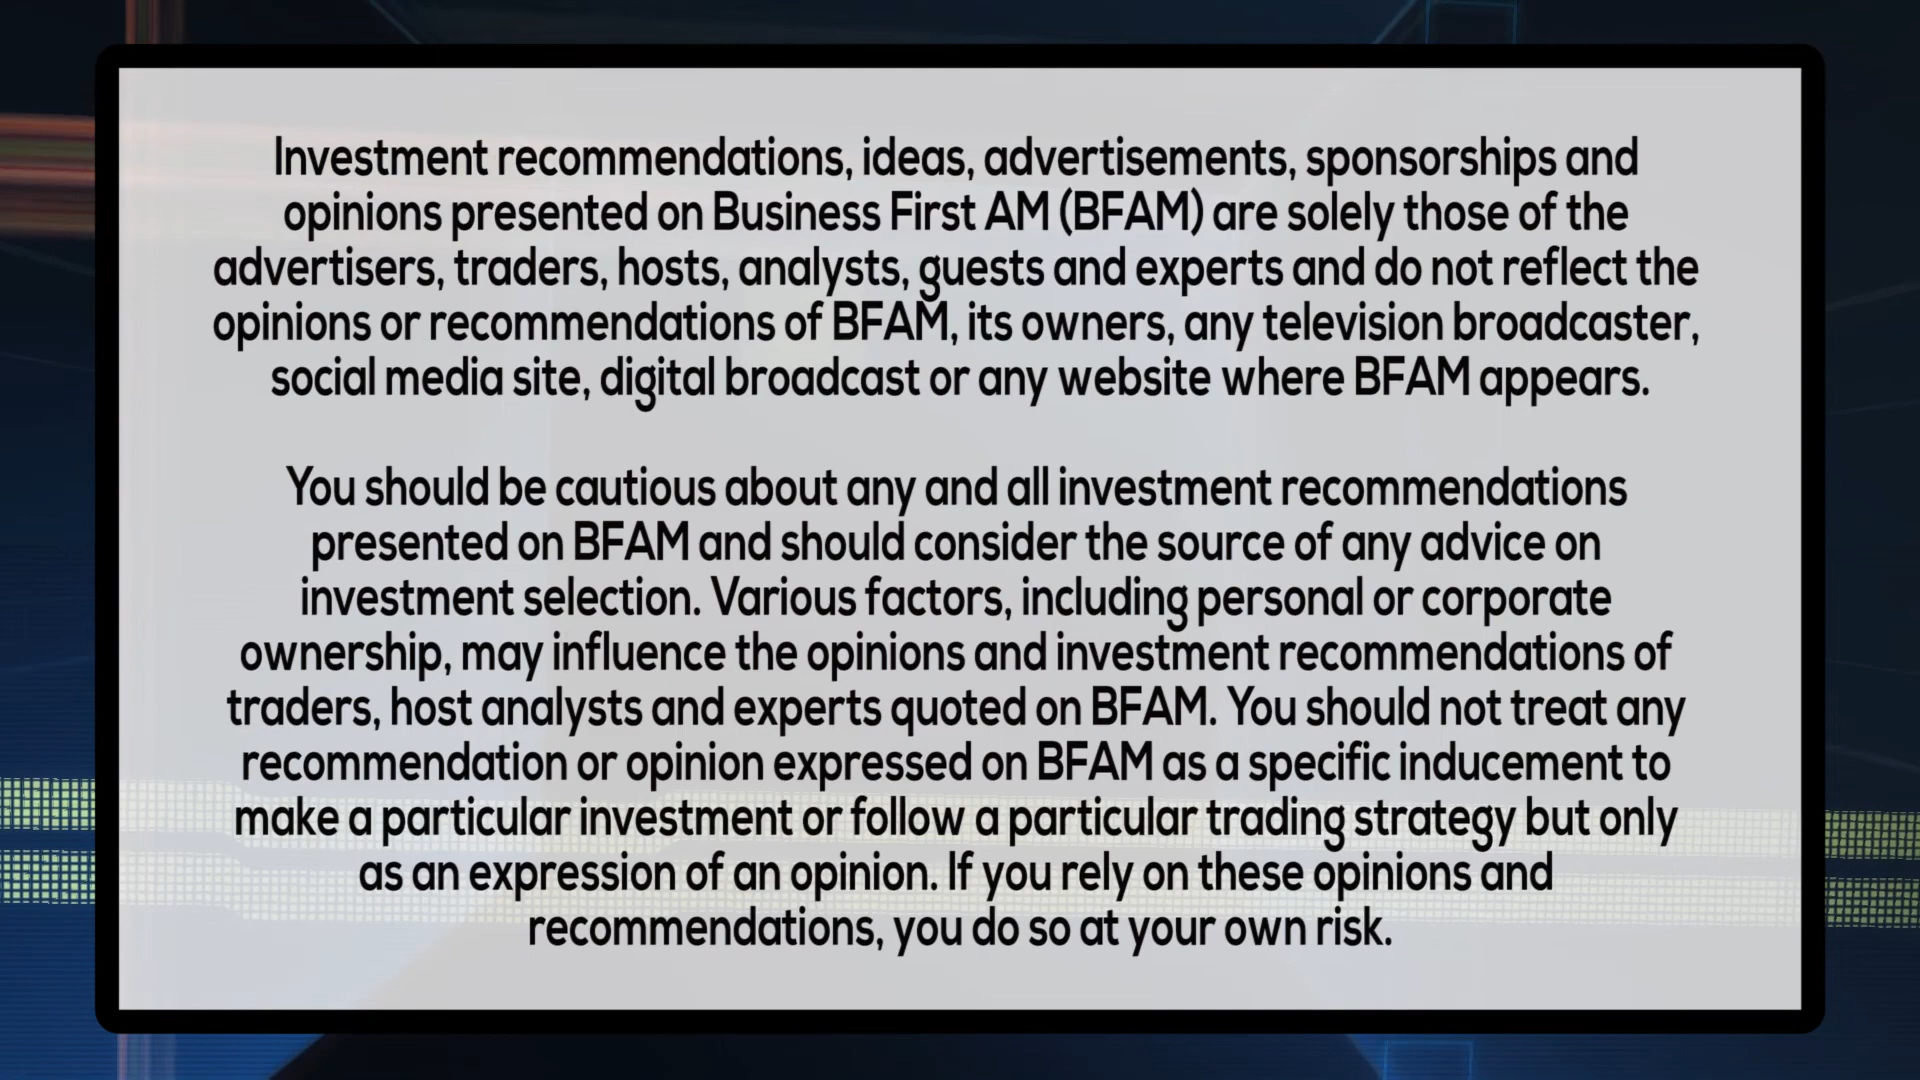 Investment recommendations, ideas, advertisements, sponsorships and
opinions presented on Business First AM (BFAM) are solely those of the
advertisers, traders, hosts, analysts, guests and experts and do not reflect the
opinions or recommendations of BFAM, its owners, any television broadcaster,
social media site, digital broadcast or any website where BFAM appears.
You should be cautious about any and all investment recommendations
presented on BFAM and should consider the source of any advice on
investment selection. Various factors, including personal or corporate
ownership, may influence the opinions and investment recommendations of
traders, host analysts and experts quoted on BFAM. You should not treat any
recommendation or opinion expressed on BFAM as a specific inducement to
make a particular investment or follow a particular trading strategy but only
as an expression of an opinion. If you rely on these opinions and
recommendations, you do so at your own risk.